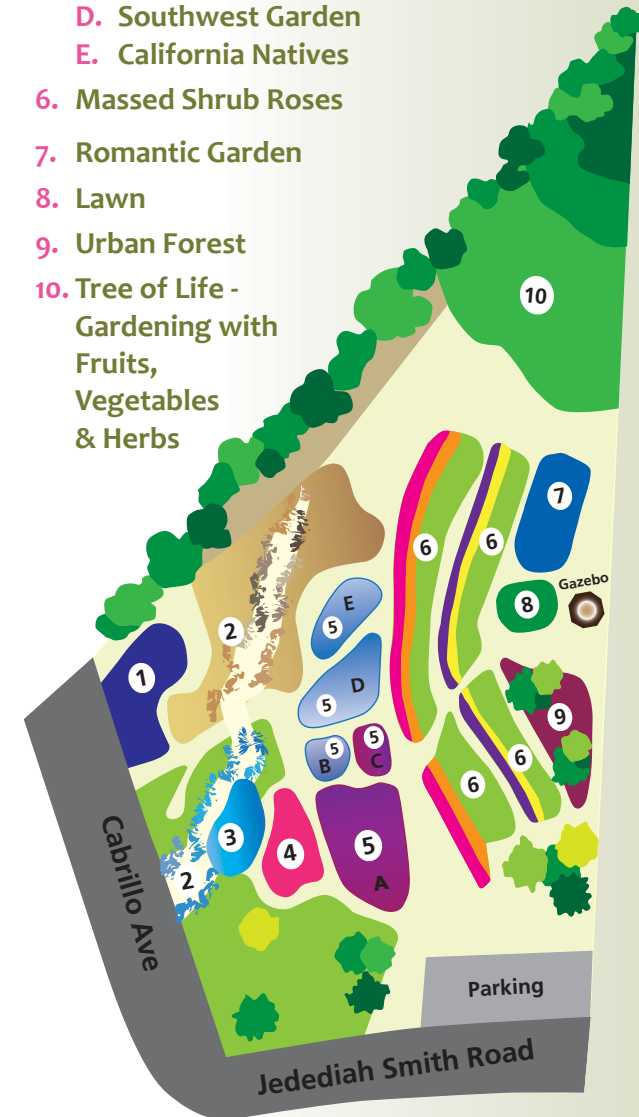 D. Southwest Garden
E. California Natives
6. Massed Shrub Roses
7. Romantic Garden
8. Lawn
9. Urban Forest
10. Tree of Life -
Gardening with
Fruits,
Vegetables
& Herbs
10
7
6
6
Gazebo
8
E
5
2
D
5
1
9
5
B
5
C
6
6
3
4
5
A
2
Cabrillo Ave
Parking
Jedediah Smith Road